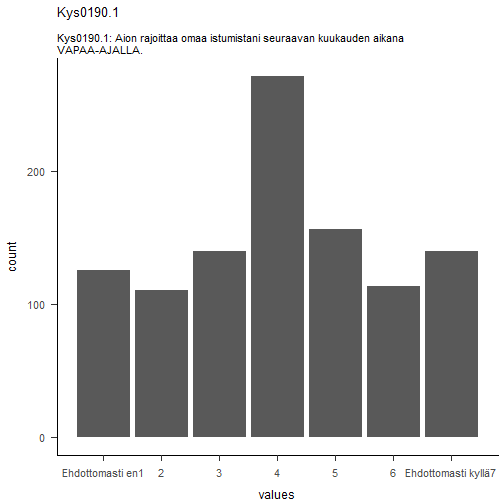 Kys0190.1
Kys0190.1: Aion rajoittaa omaa istumistani seuraavan kuukauden aikana
VAPAA-AJALLA.
200
100
0
count
Ehdottomasti en1 2 3 4 5 6 Ehdottomasti kyllä7
values